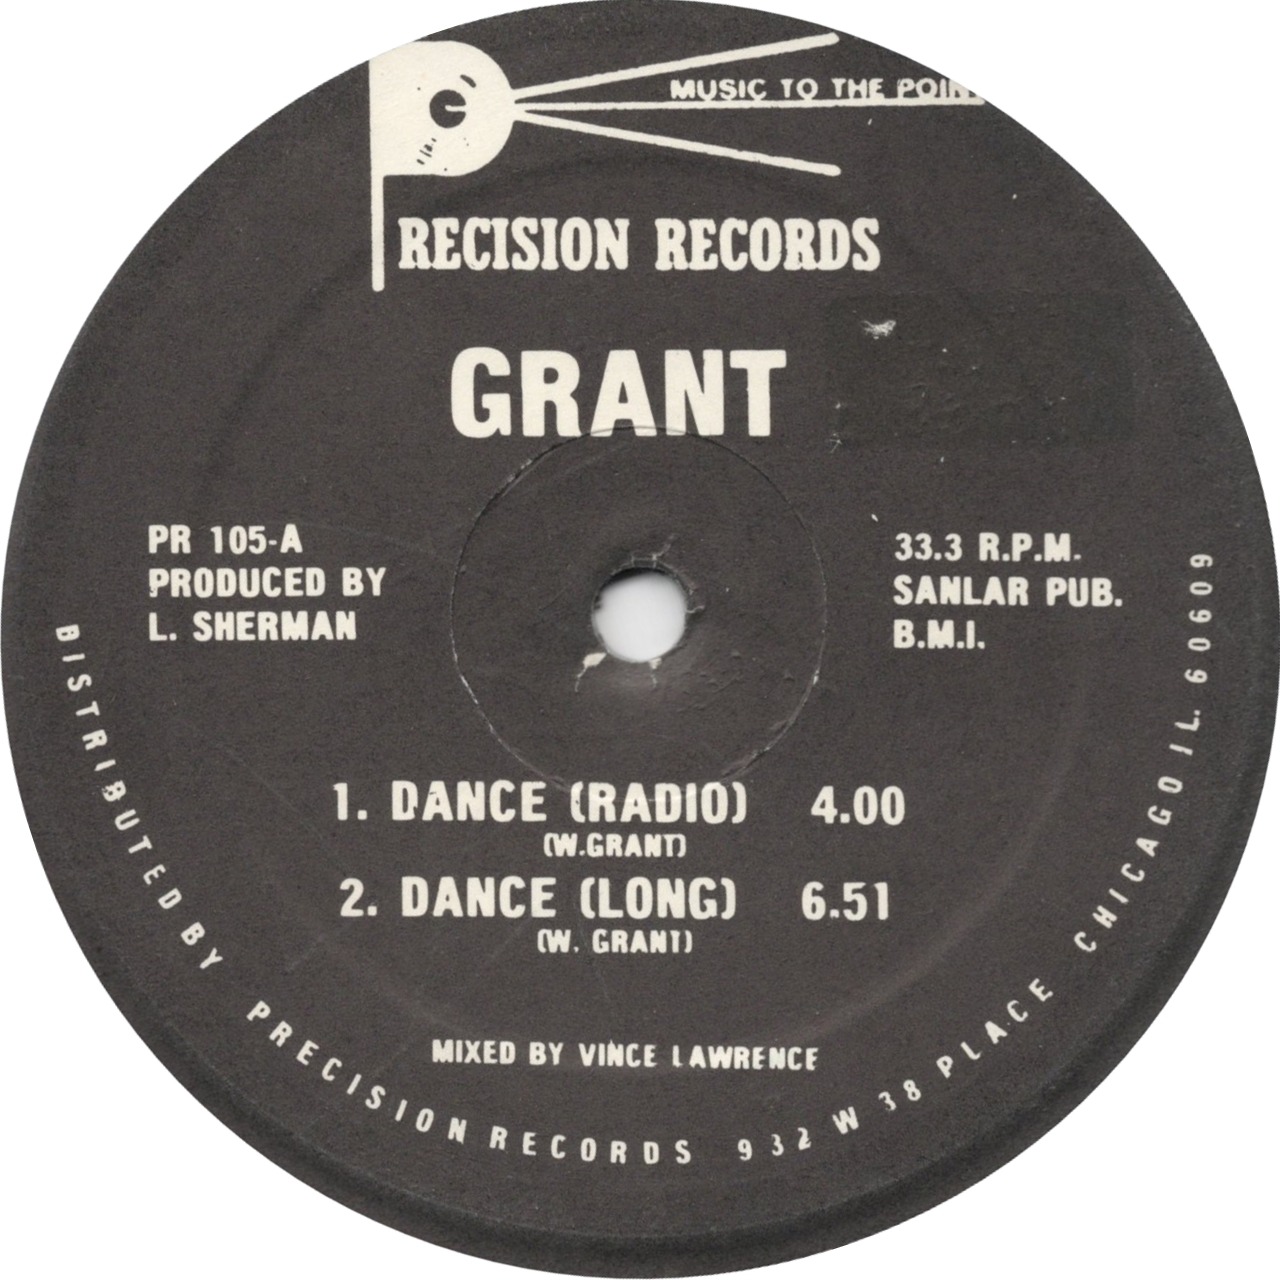 MUSIC TO THE POIN
PRECISION RECORDS
GRANT
PR 105-A
PRODUCED BY
L. SHERMAN
33.3 R.P.M.
SANLAR PUB.
B.M.I.
1. DANCE (RADIO) 4.00
(W.GRANT)
2. DANCE (LONG) 6.51
(W. GRANT)
MIXED BY VINCE LAWRENCE
DISTRIBUTED BY PRECISION RECORDS 932 W 38 PLACE CHICAGO IL. 60609